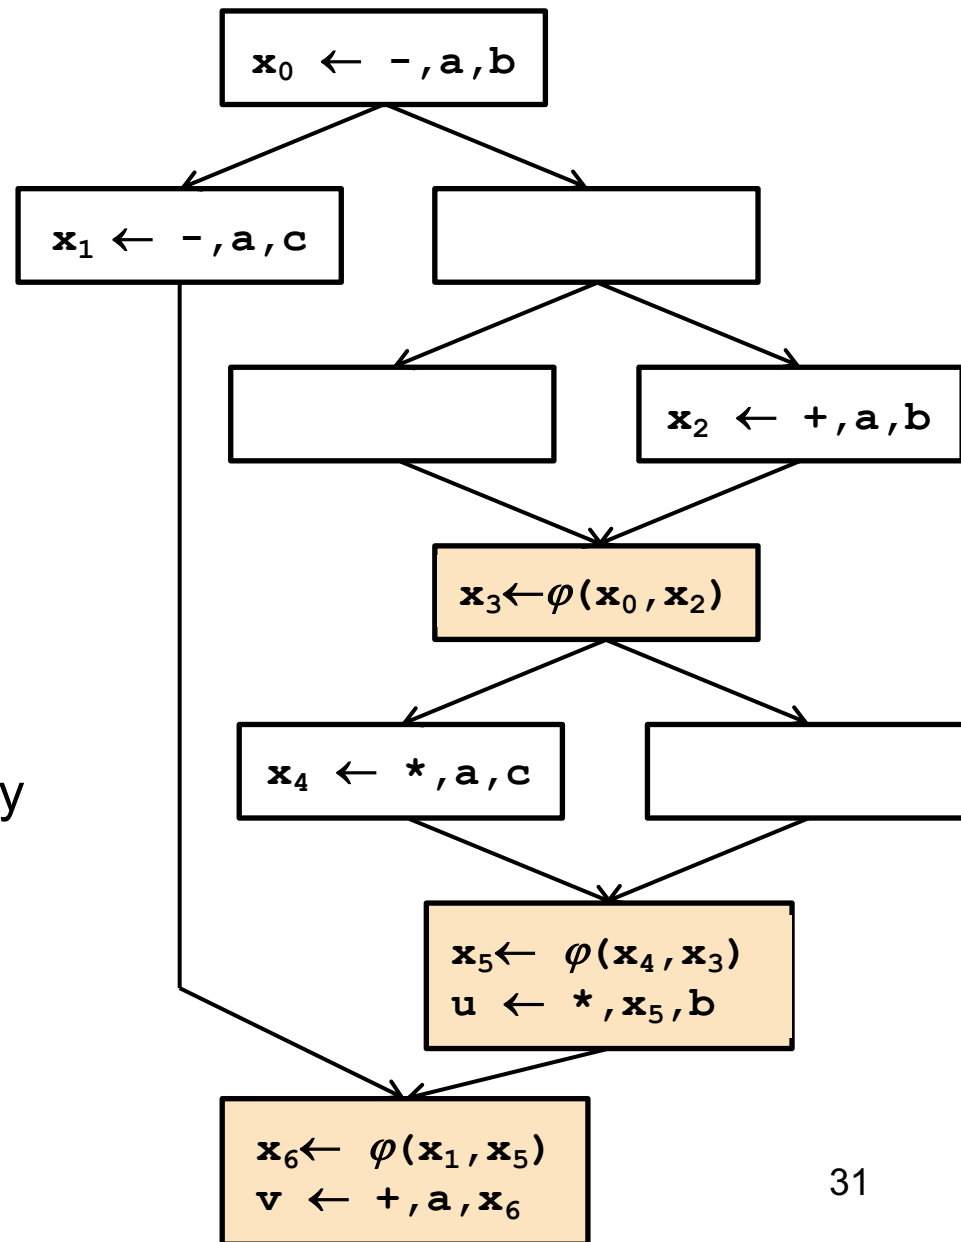 x₀ ← -,a,b
x₁ ← -,a,c
x₂ ← +,a,b
x₃←φ(x₀,x₂)
x₄ ← *,a,c
y
x₅← φ(x₄,x₃)
u ← *,x₅,b
x₆← φ(x₁,x₅)
v ← +,a,x₆
31